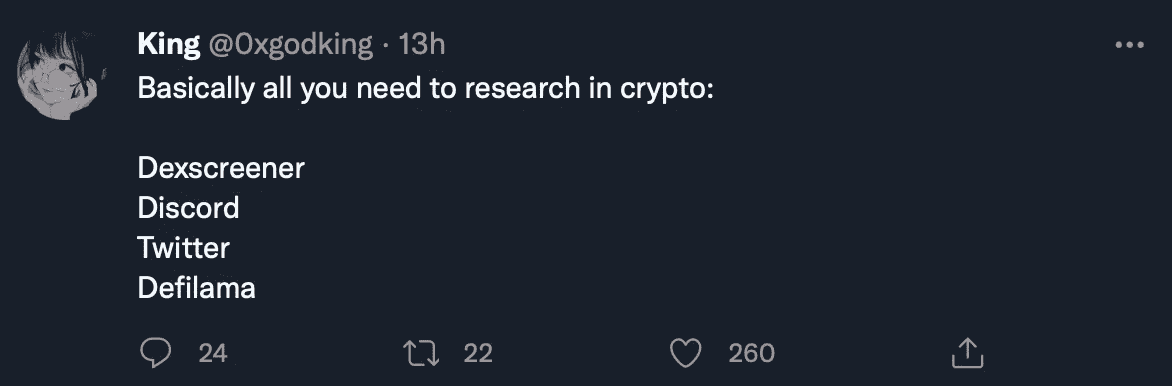 King @0xgodking · 13h
Basically all you need to research in crypto:
Dexscreener
Discord
Twitter
Defilama
24 22 260